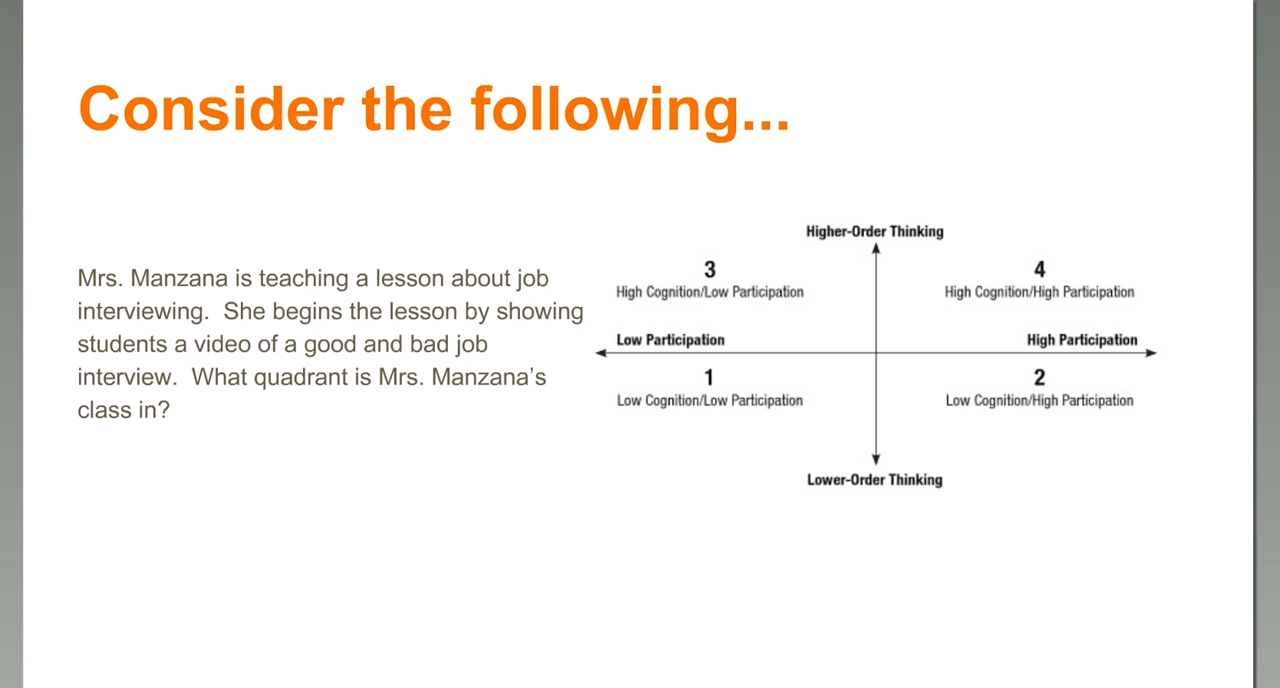 Consider the following...
Mrs. Manzana is teaching a lesson about job
interviewing.  She begins the lesson by showing
students a video of a good and bad job
interview.  What quadrant is Mrs. Manzana’s
class in?
Higher-Order Thinking
3
High Cognition/Low Participation
4
High Cognition/High Participation
Low Participation
High Participation
1
Low Cognition/Low Participation
2
Low Cognition/High Participation
Lower-Order Thinking